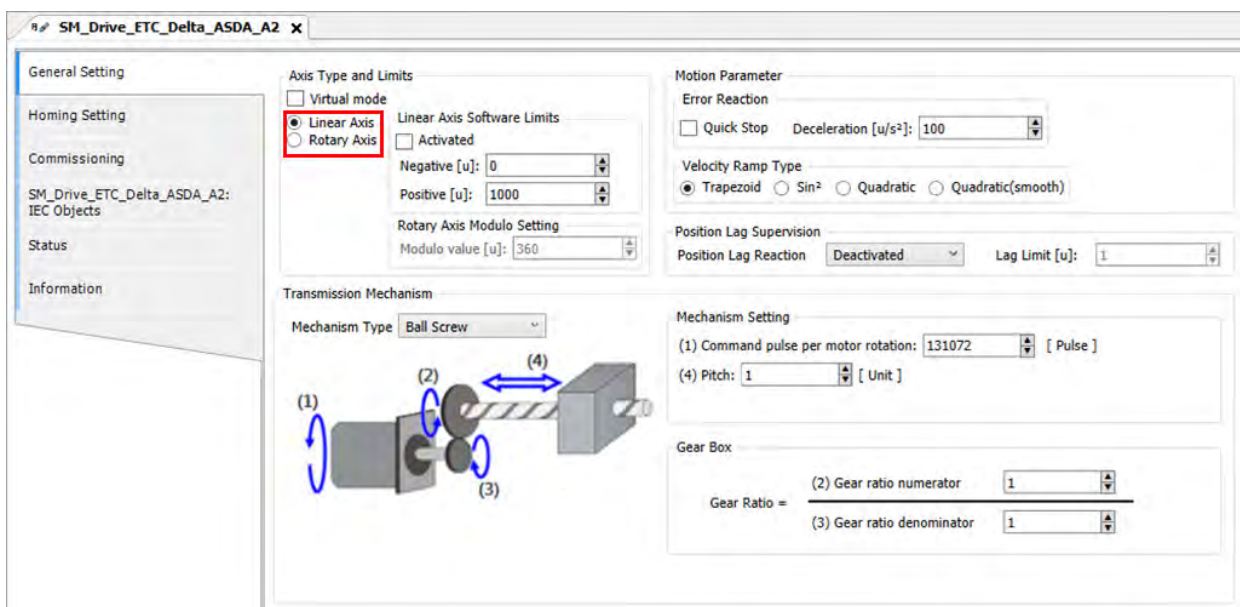 SM_Drive_ETC_Delta_ASDA_A2 X
General Setting
Homing Setting
Commissioning
SM_Drive_ETC_Delta_ASDA_A2:
IEC Objects
Status
Information
Axis Type and Limits
Virtual mode
Linear Axis
Rotary Axis
Linear Axis Software Limits
Activated
Negative [u]: 0
Positive [u]: 1000
Rotary Axis Modulo Setting
Modulo value [u]: 360
Motion Parameter
Error Reaction
Quick Stop Deceleration [u/s²]: 100
Velocity Ramp Type
Trapezoid Sin² Quadratic Quadratic(smooth)
Position Lag Supervision
Position Lag Reaction Deactivated Lag Limit [u]: 1
Transmission Mechanism
Mechanism Type Ball Screw
(1)
(2)
(4)
(3)
Mechanism Setting
(1) Command pulse per motor rotation: 131072 [ Pulse ]
(4) Pitch: 1 [ Unit ]
Gear Box
Gear Ratio =
(2) Gear ratio numerator 1
(3) Gear ratio denominator 1